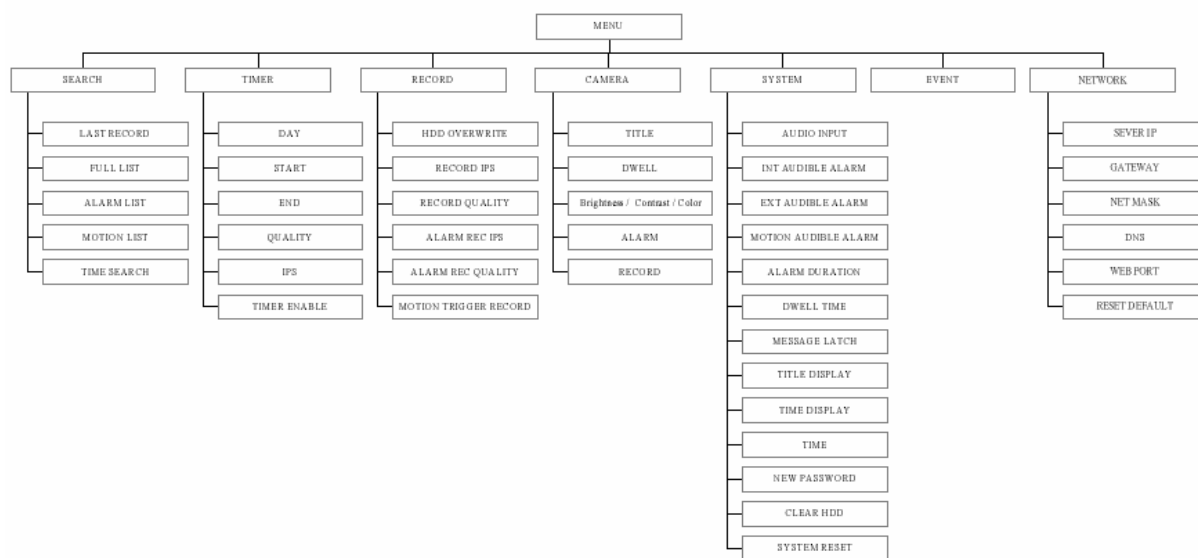 MENU
SEARCH
TIMER
RECORD
CAMERA
SYSTEM
EVENT
NETWORK
LAST RECORD
FULL LIST
ALARM LIST
MOTION LIST
TIME SEARCH
DAY
START
END
QUALITY
IPS
TIMER ENABLE
HDD OVERWRITE
RECORD IPS
RECORD QUALITY
ALARM REC IPS
ALARM REC QUALITY
MOTION TRIGGER RECORD
TITLE
DWELL
Brightness / Contrast / Color
ALARM
RECORD
AUDIO INPUT
INT AUDIBLE ALARM
EXT AUDIBLE ALARM
MOTION AUDIBLE ALARM
ALARM DURATION
DWELL TIME
MESSAGE LATCH
TITLE DISPLAY
TIME DISPLAY
TIME
NEW PASSWORD
CLEAR HDD
SYSTEM RESET
SEVER IP
GATEWAY
NET MASK
DNS
WEB PORT
RESET DEFAULT